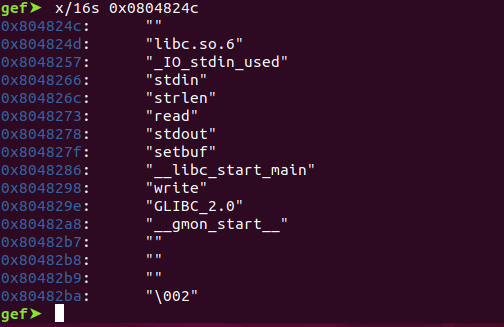 gef➤ x/16s 0x0804824c
0x804824c: ""
0x804824d: "libc.so.6"
0x8048257: "_IO_stdin_used"
0x8048266: "stdin"
0x804826c: "strlen"
0x8048273: "read"
0x8048278: "stdout"
0x804827f: "setbuf"
0x8048286: "__libc_start_main"
0x8048298: "write"
0x804829e: "GLIBC_2.0"
0x80482a8: "__gmon_start__"
0x80482b7: ""
0x80482b8: ""
0x80482b9: ""
0x80482ba: "\002"
gef➤